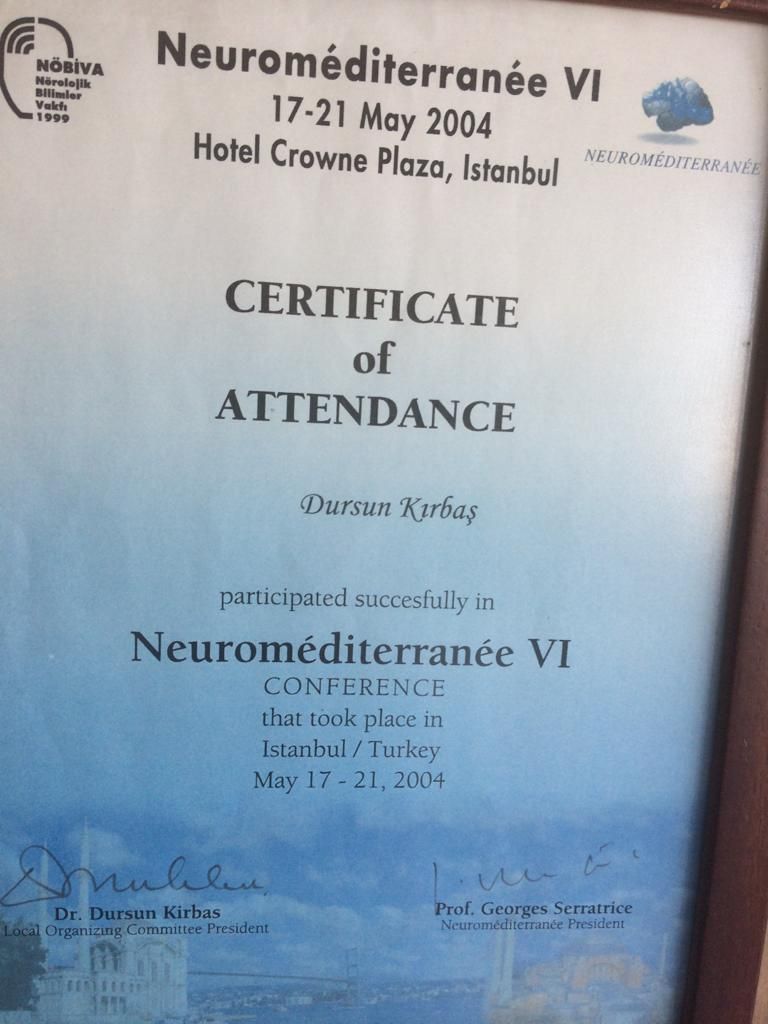 NÖBİVA
Nörolojik
Bilimler
Vakfı
1999
Neuroméditerranée VI
17-21 May 2004
Hotel Crowne Plaza, Istanbul
NEUROMÉDITERRANÉE
CERTIFICATE
of
ATTENDANCE
Dursun Kırbaş
participated succesfully in
Neuroméditerranée VI
CONFERENCE
that took place in
Istanbul / Turkey
May 17 - 21, 2004
Dr. Dursun Kirbas
Local Organizing Committee President
Prof. Georges Serratrice
Neuroméditerranée President